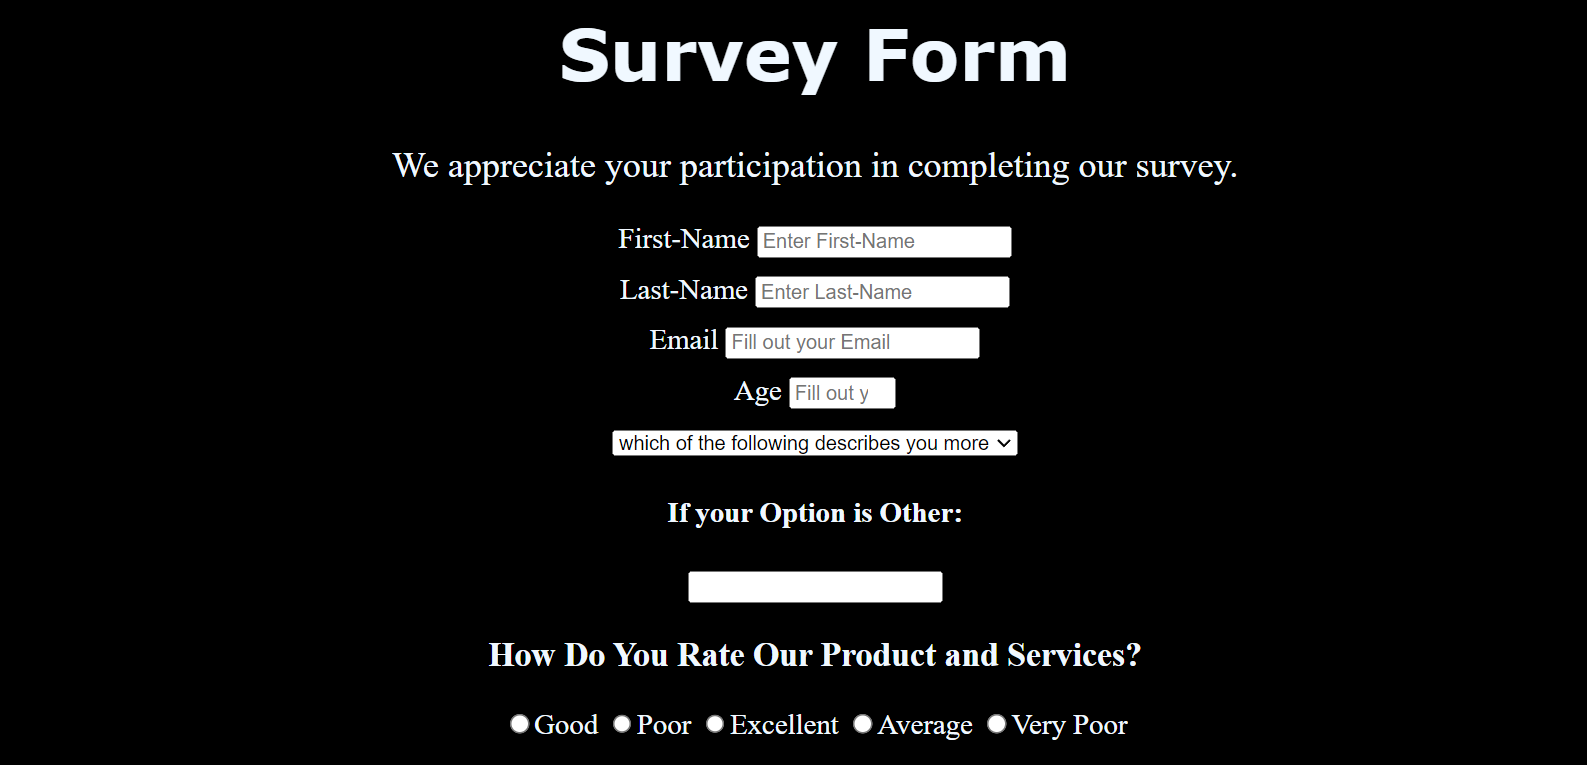 Survey Form
We appreciate your participation in completing our survey.
First-Name Enter First-Name
Last-Name Enter Last-Name
Email Fill out your Email
Age Fill out y
which of the following describes you more
If your Option is Other:
How Do You Rate Our Product and Services?
Good Poor Excellent Average Very Poor